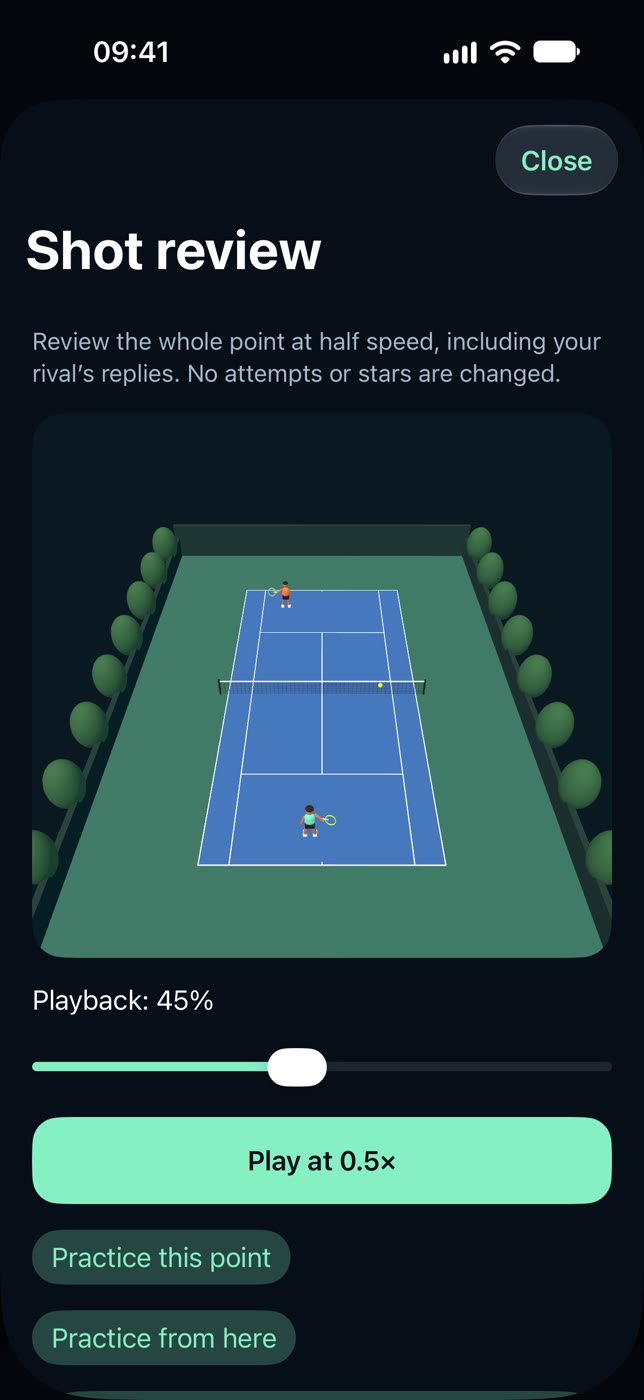 09:41
Close
Shot review
Review the whole point at half speed, including your
rival’s replies. No attempts or stars are changed.
Playback: 45%
Play at 0.5×
Practice this point
Practice from here